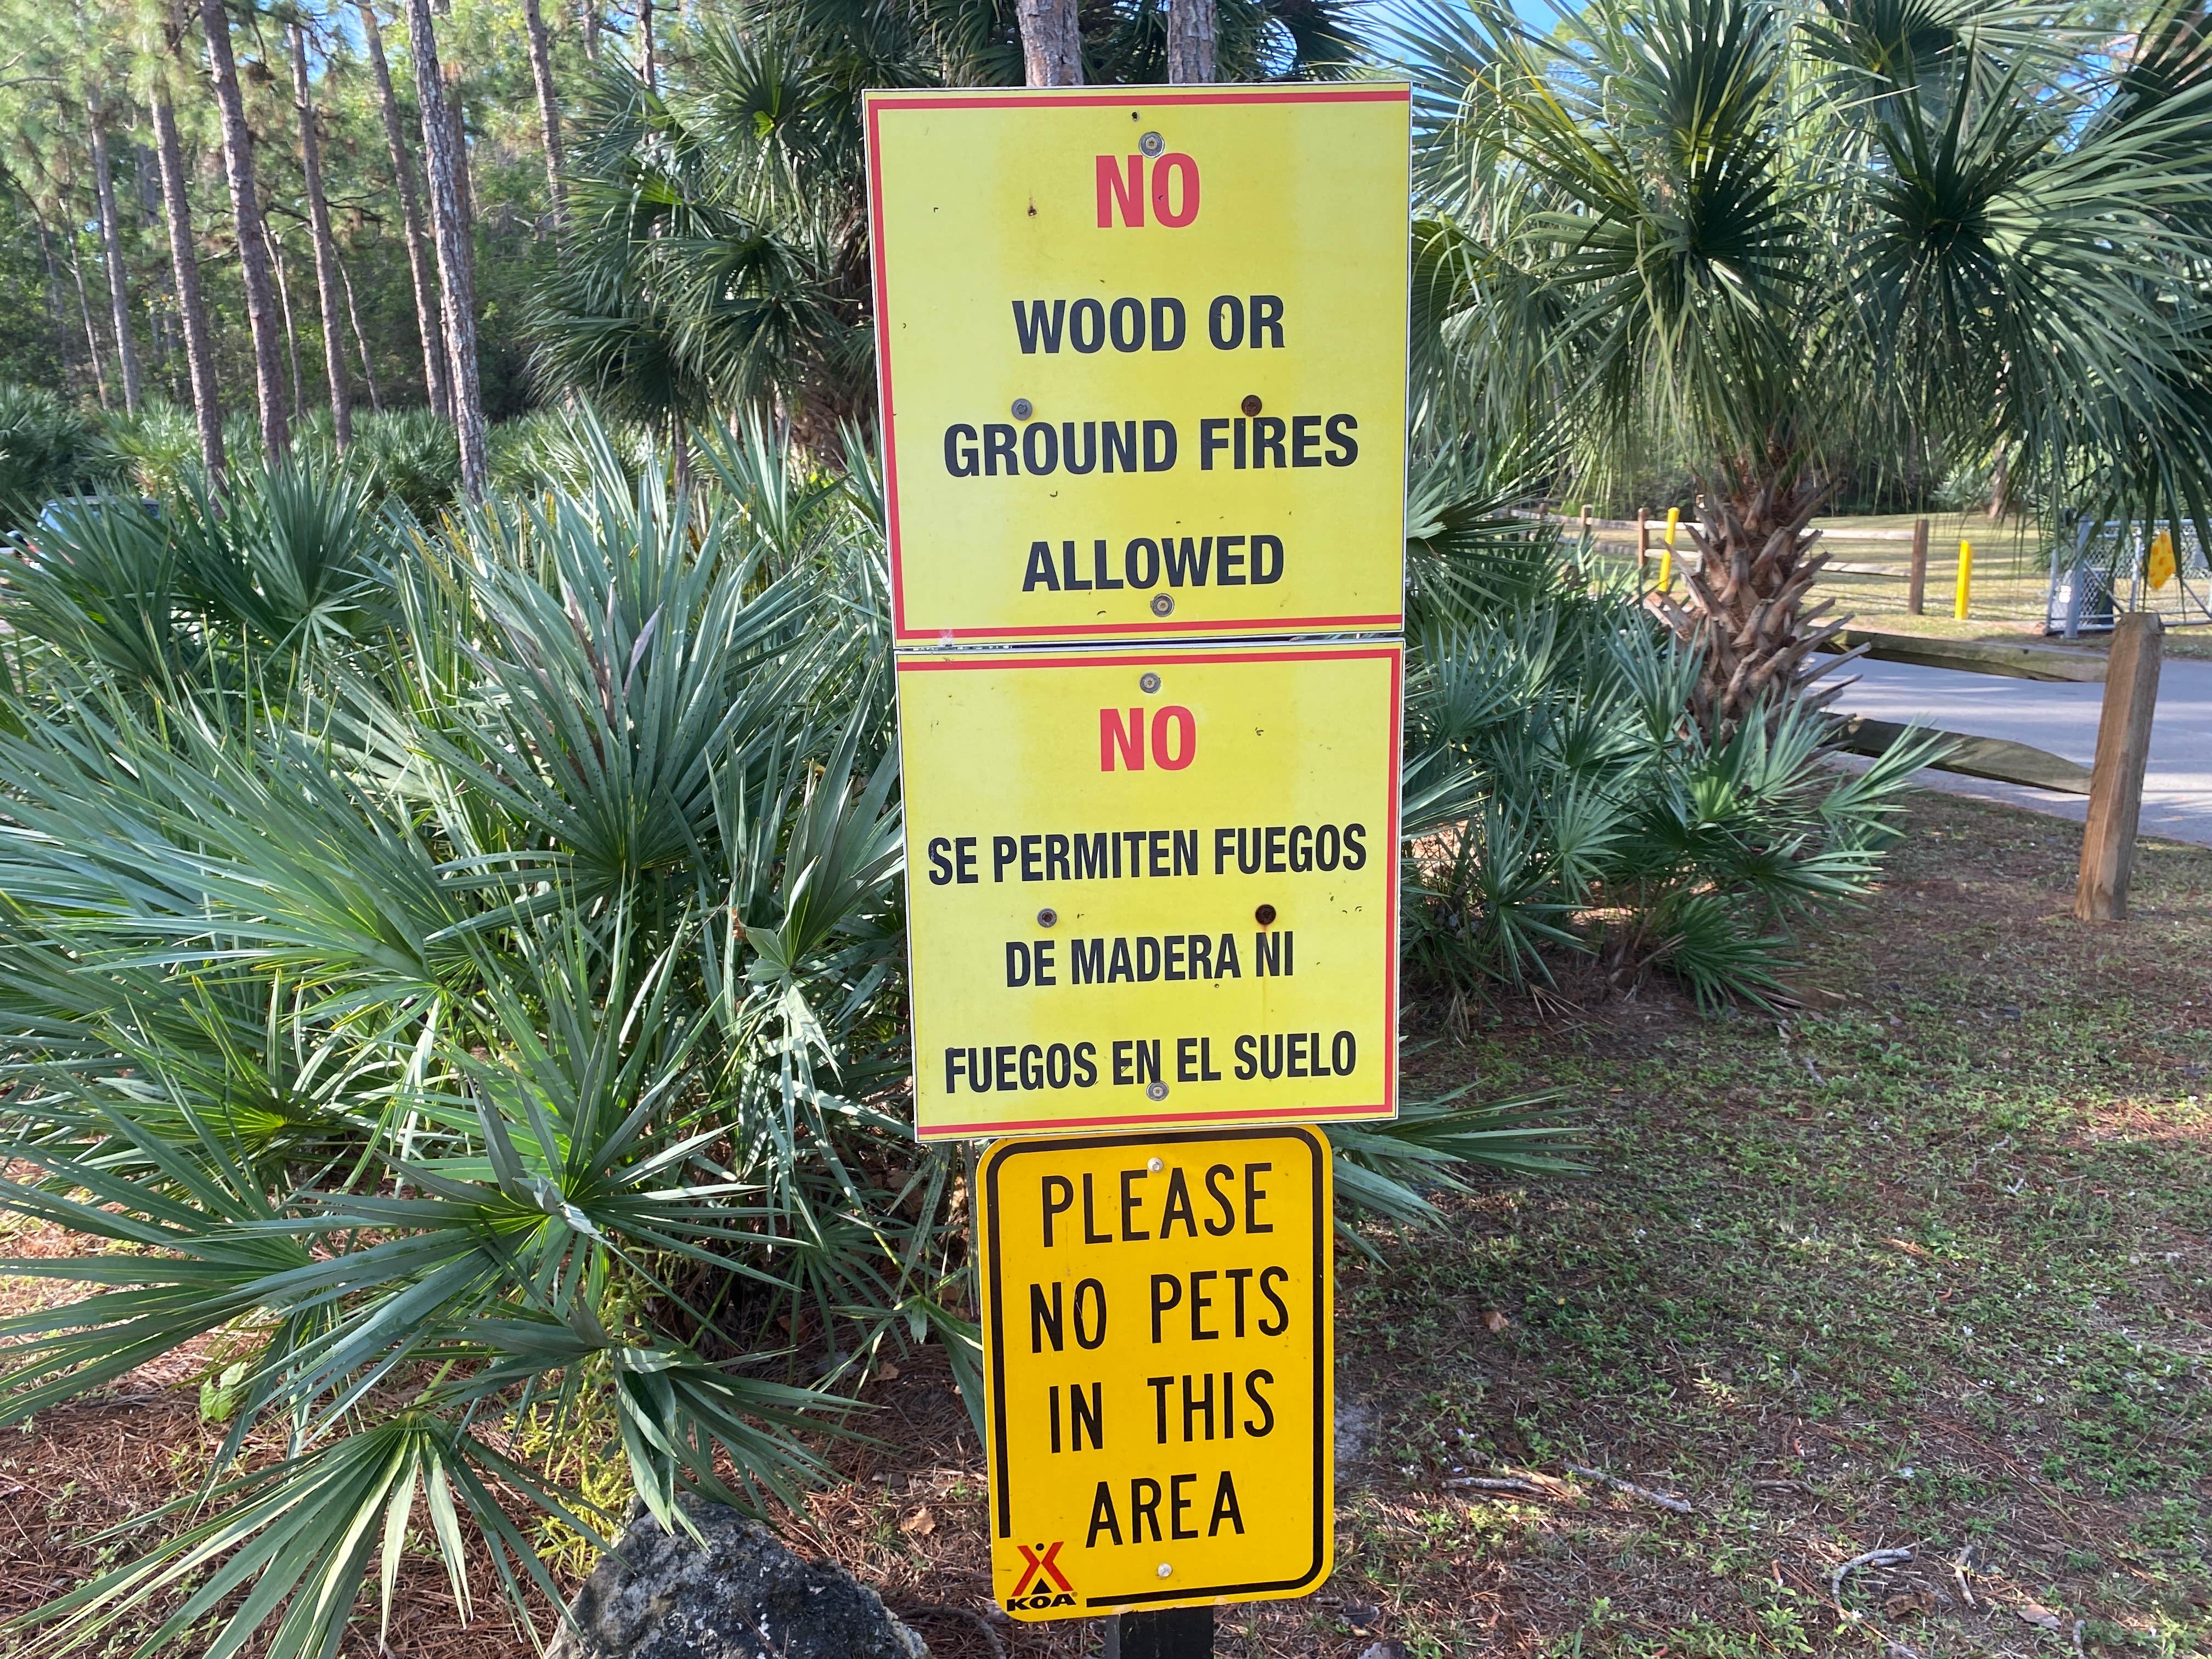 NO
WOOD OR
GROUND FIRES
ALLOWED
NO
SE PERMITEN FUEGOS
DE MADERA NI
FUEGOS EN EL SUELO
PLEASE
NO PETS
IN THIS
AREA
KOA